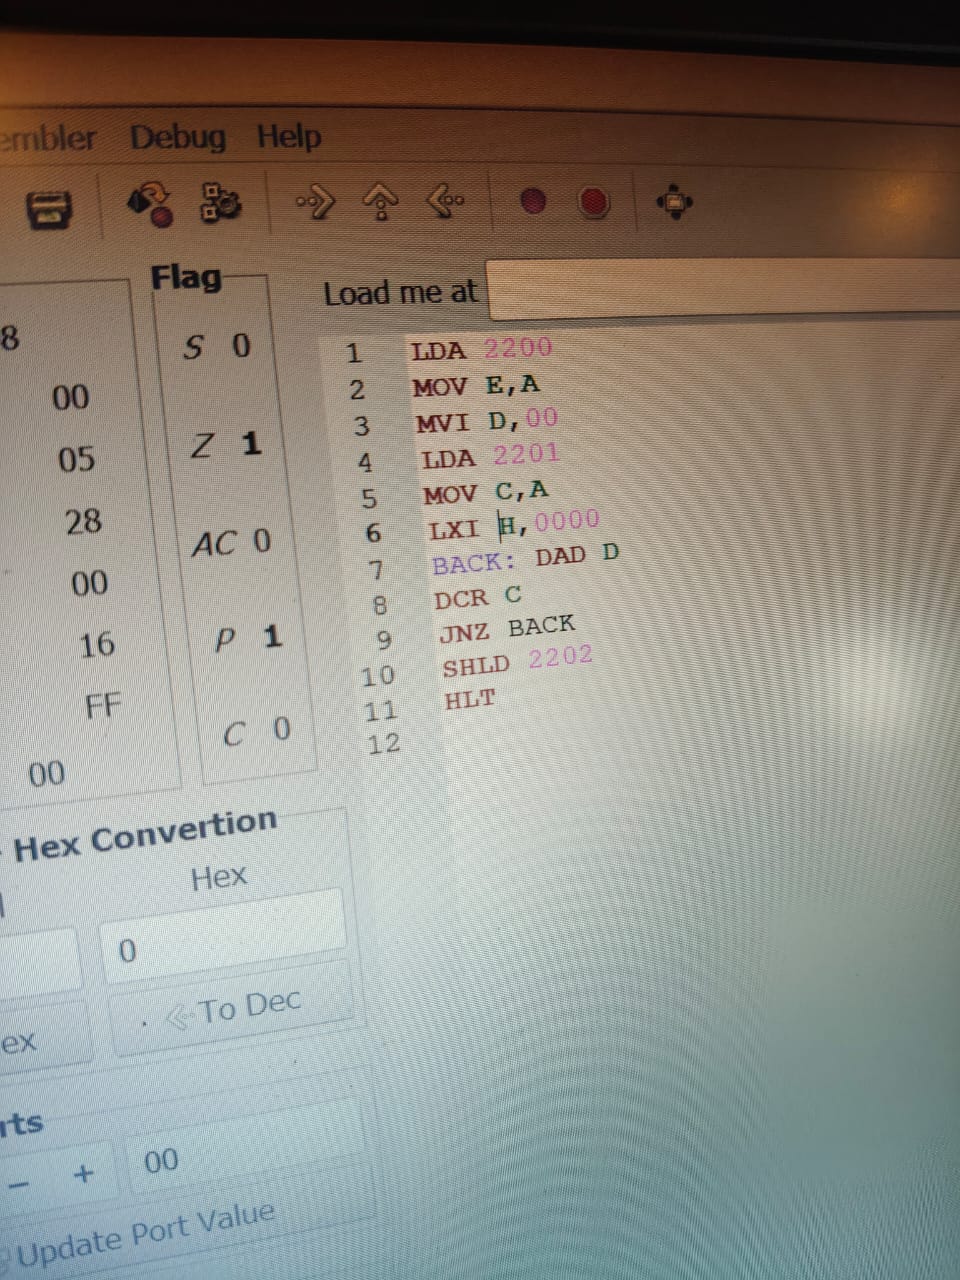 embler Debug Help
Flag
Load me at
8
S 0
00
Z 1
05
28
AC 0
00
16
P 1
FF
C 0
00
1 LDA 2200
2 MOV E,A
3 MVI D,00
4 LDA 2201
5 MOV C,A
6 LXI H,0000
7 BACK: DAD D
8 DCR C
9 JNZ BACK
10 SHLD 2202
11 HLT
12
Hex Convertion
Hex
0
ex
To Dec
rts
− + 00
Update Port Value